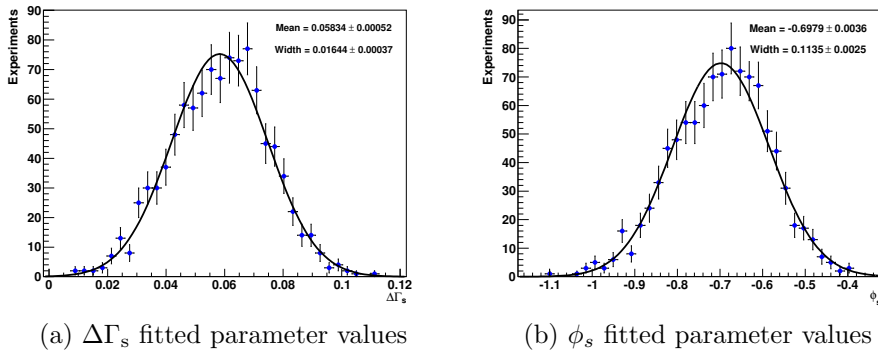 Experiments
90
80
70
60
50
40
30
20
10
0
Mean = 0.05834 ± 0.00052
Width = 0.01644 ± 0.00037
0 0.02 0.04 0.06 0.08 0.1 0.12
ΔΓs
(a) ΔΓs fitted parameter values
Experiments
90
80
70
60
50
40
30
20
10
0
Mean = -0.6979 ± 0.0036
Width = 0.1135 ± 0.0025
-1.1 -1 -0.9 -0.8 -0.7 -0.6 -0.5 -0.4
ϕs
(b) ϕs fitted parameter values